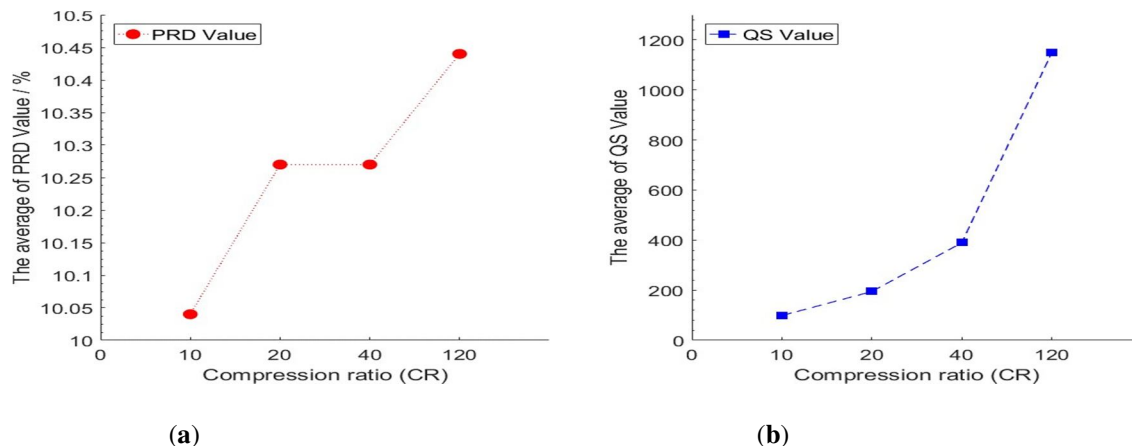 PRD Value
The average of PRD Value / %
10.5
10.45
10.4
10.35
10.3
10.25
10.2
10.15
10.1
10.05
10
0 10 20 40 120
Compression ratio (CR)
(a)
QS Value
The average of QS Value
1200
1000
800
600
400
200
0
0 10 20 40 120
Compression ratio (CR)
(b)